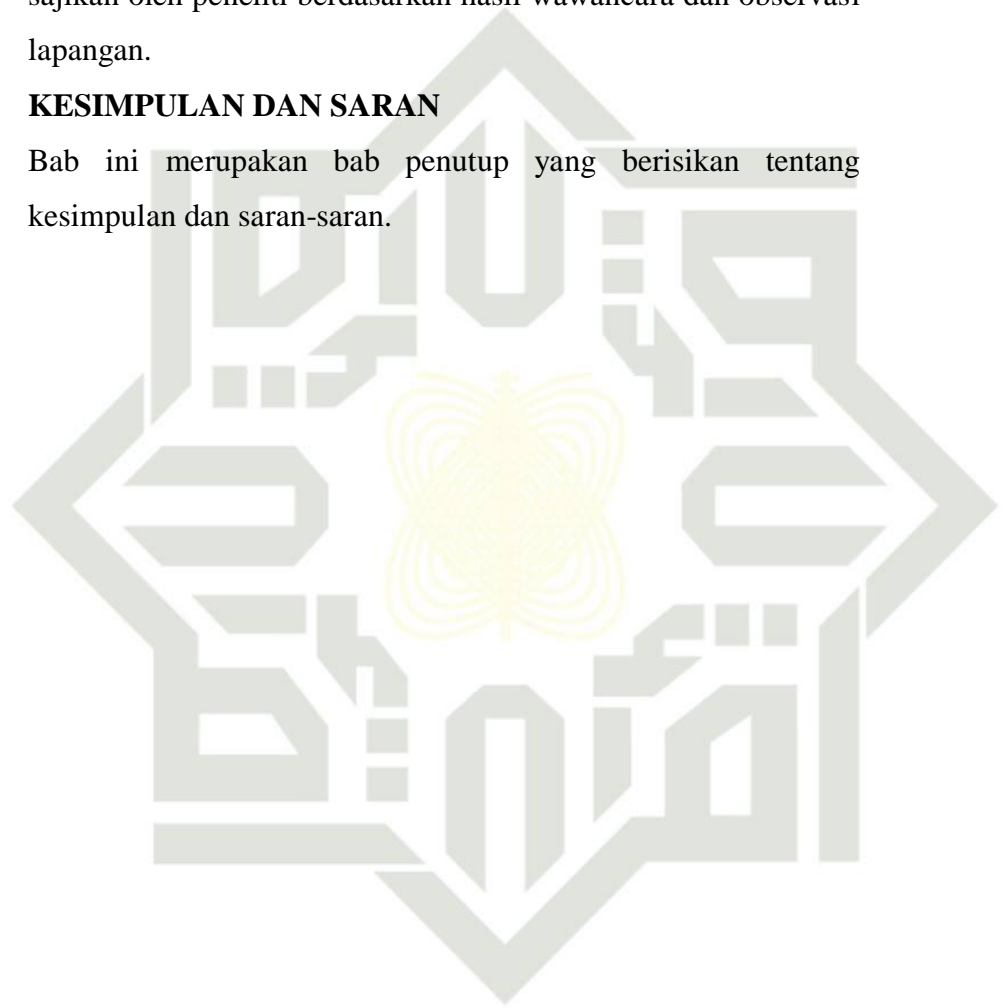 sajikan oleh peneliti berdasarkan hasil wawancara dan observasi
lapangan.
KESIMPULAN DAN SARAN
Bab ini merupakan bab penutup yang berisikan tentang
kesimpulan dan saran-saran.